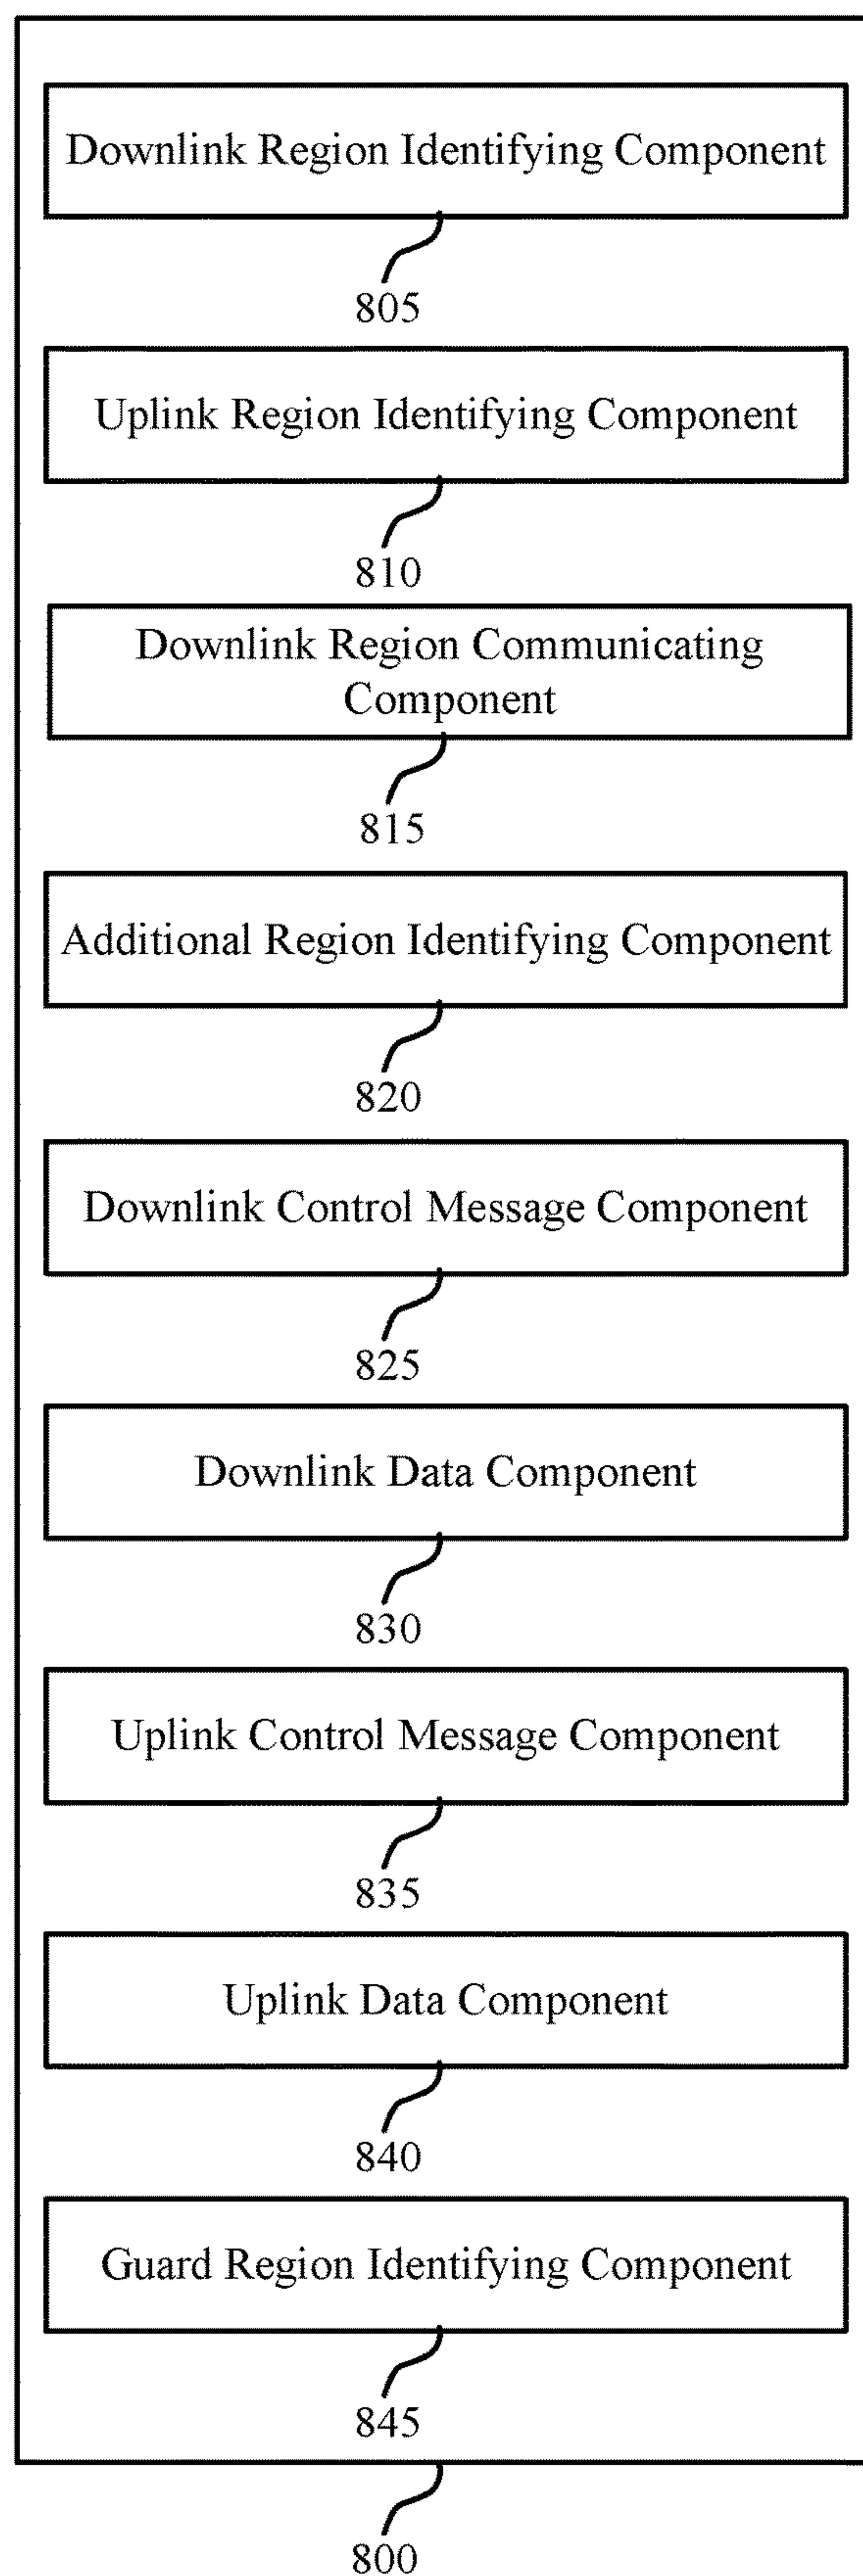 Downlink Region Identifying Component
805
Uplink Region Identifying Component
810
Downlink Region Communicating
Component
815
Additional Region Identifying Component
820
Downlink Control Message Component
825
Downlink Data Component
830
Uplink Control Message Component
835
Uplink Data Component
840
Guard Region Identifying Component
845
800